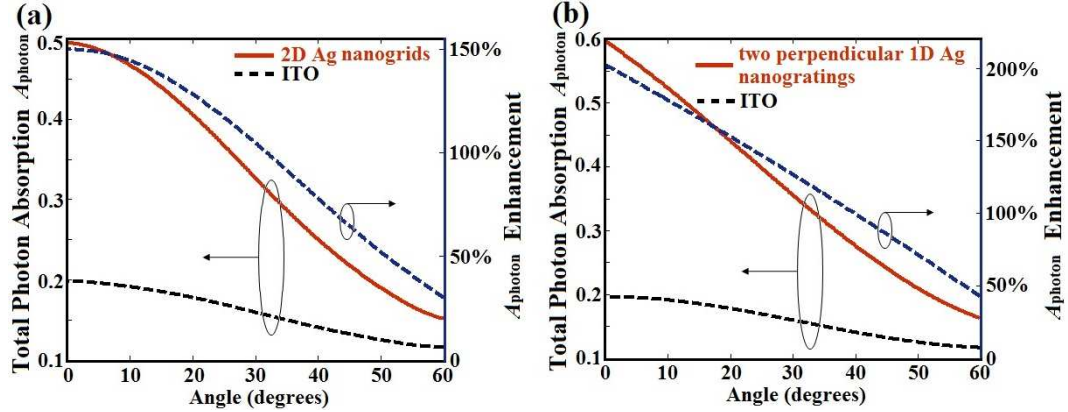 (a)
Total Photon Absorption Aphoton
0.5
0.4
0.3
0.2
0.1
2D Ag nanogrids
ITO
150%
100%
50%
0
Aphoton Enhancement
0 10 20 30 40 50 60
Angle (degrees)
(b)
Total Photon Absorption Aphoton
0.6
0.5
0.4
0.3
0.2
0.1
two perpendicular 1D Ag
nanogratings
ITO
200%
150%
100%
50%
0
Aphoton Enhancement
0 10 20 30 40 50 60
Angle (degrees)